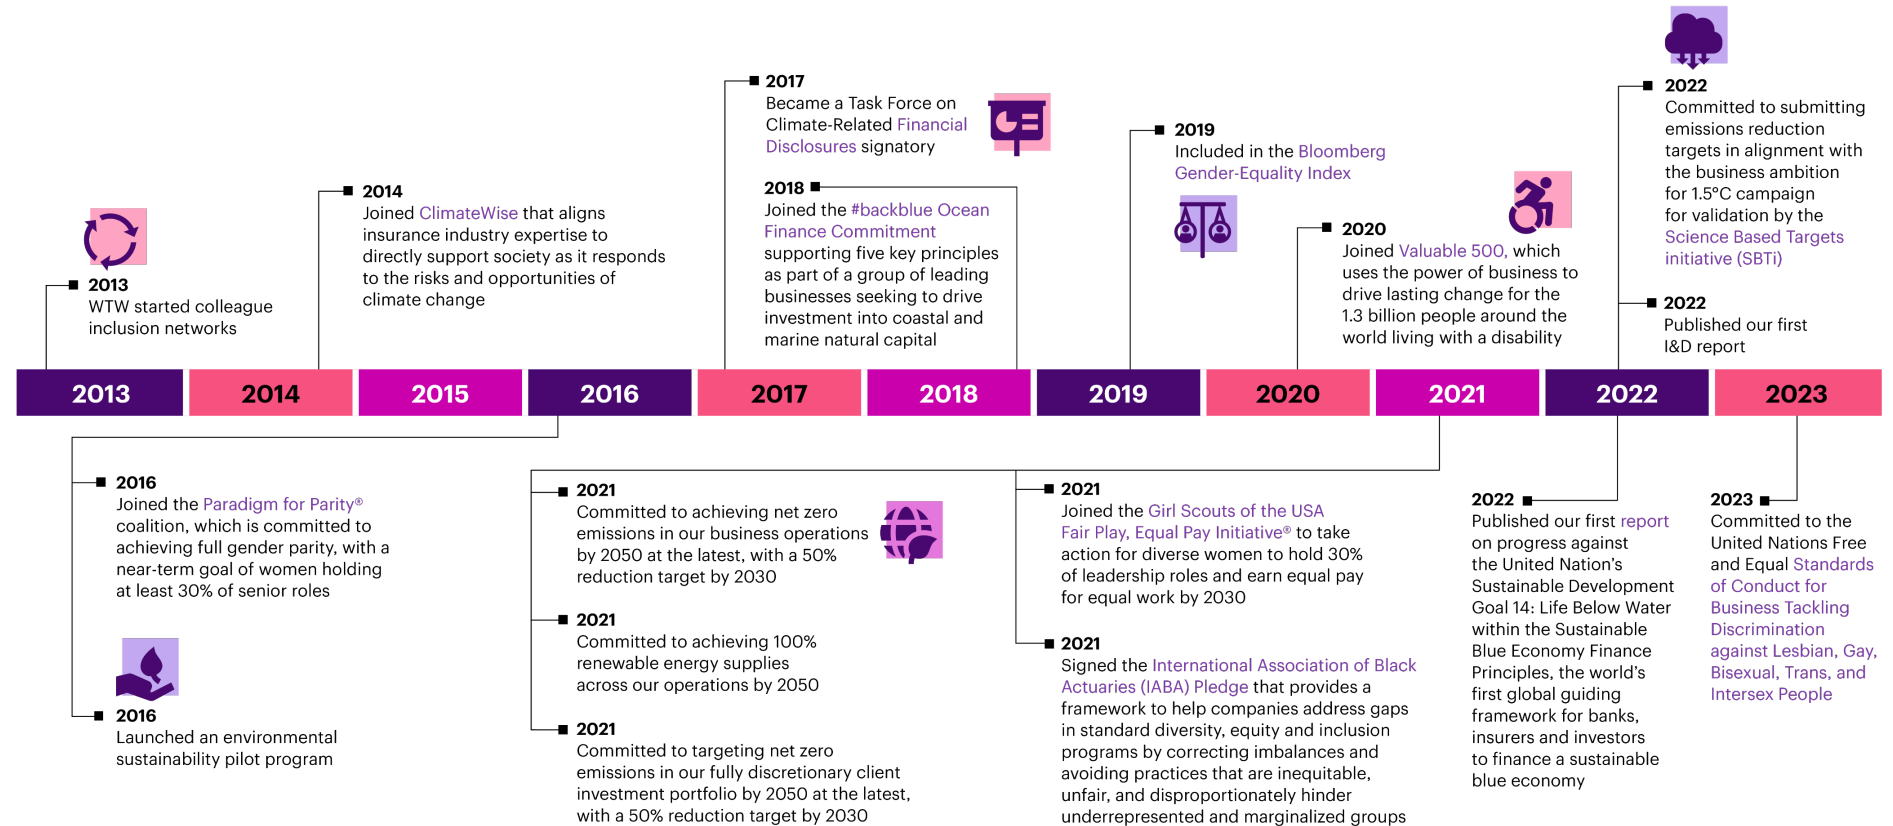 2013
WTW started colleague
inclusion networks
2014
Joined ClimateWise that aligns
insurance industry expertise to
directly support society as it responds
to the risks and opportunities of
climate change
2017
Became a Task Force on
Climate-Related Financial
Disclosures signatory
2018
Joined the #backblue Ocean
Finance Commitment
supporting five key principles
as part of a group of leading
businesses seeking to drive
investment into coastal and
marine natural capital
2019
Included in the Bloomberg
Gender-Equality Index
2020
Joined Valuable 500, which
uses the power of business to
drive lasting change for the
1.3 billion people around the
world living with a disability
2022
Committed to submitting
emissions reduction
targets in alignment with
the business ambition
for 1.5°C campaign
for validation by the
Science Based Targets
initiative (SBTi)
2022
Published our first
I&D report
2013
2014
2015
2016
2017
2018
2019
2020
2021
2022
2023
2016
Joined the Paradigm for Parity®
coalition, which is committed to
achieving full gender parity, with a
near-term goal of women holding
at least 30% of senior roles
2016
Launched an environmental
sustainability pilot program
2021
Committed to achieving net zero
emissions in our business operations
by 2050 at the latest, with a 50%
reduction target by 2030
2021
Committed to achieving 100%
renewable energy supplies
across our operations by 2050
2021
Committed to targeting net zero
emissions in our fully discretionary client
investment portfolio by 2050 at the latest,
with a 50% reduction target by 2030
2021
Joined the Girl Scouts of the USA
Fair Play, Equal Pay Initiative® to take
action for diverse women to hold 30%
of leadership roles and earn equal pay
for equal work by 2030
2021
Signed the International Association of Black
Actuaries (IABA) Pledge that provides a
framework to help companies address gaps
in standard diversity, equity and inclusion
programs by correcting imbalances and
avoiding practices that are inequitable,
unfair, and disproportionately hinder
underrepresented and marginalized groups
2022
Published our first report
on progress against
the United Nation's
Sustainable Development
Goal 14: Life Below Water
within the Sustainable
Blue Economy Finance
Principles, the world's
first global guiding
framework for banks,
insurers and investors
to finance a sustainable
blue economy
2023
Committed to the
United Nations Free
and Equal Standards
of Conduct for
Business Tackling
Discrimination
against Lesbian, Gay,
Bisexual, Trans, and
Intersex People